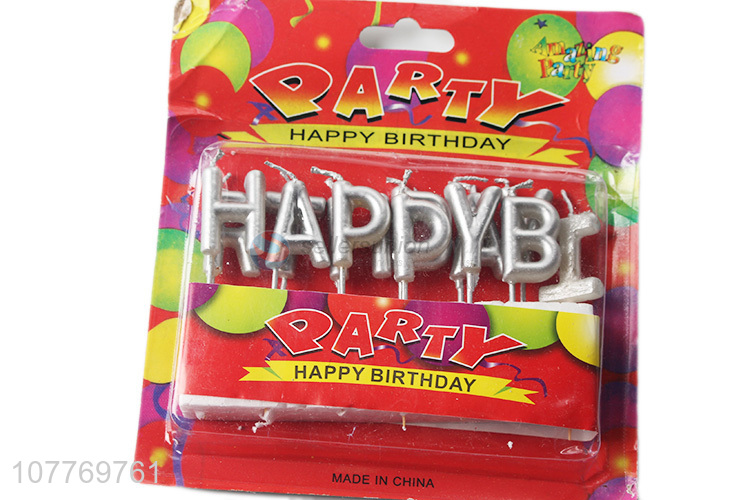 Amazing
Party
PARTY
HAPPY BIRTHDAY
HAPPYBI
PARTY
HAPPY BIRTHDAY
MADE IN CHINA
107769761